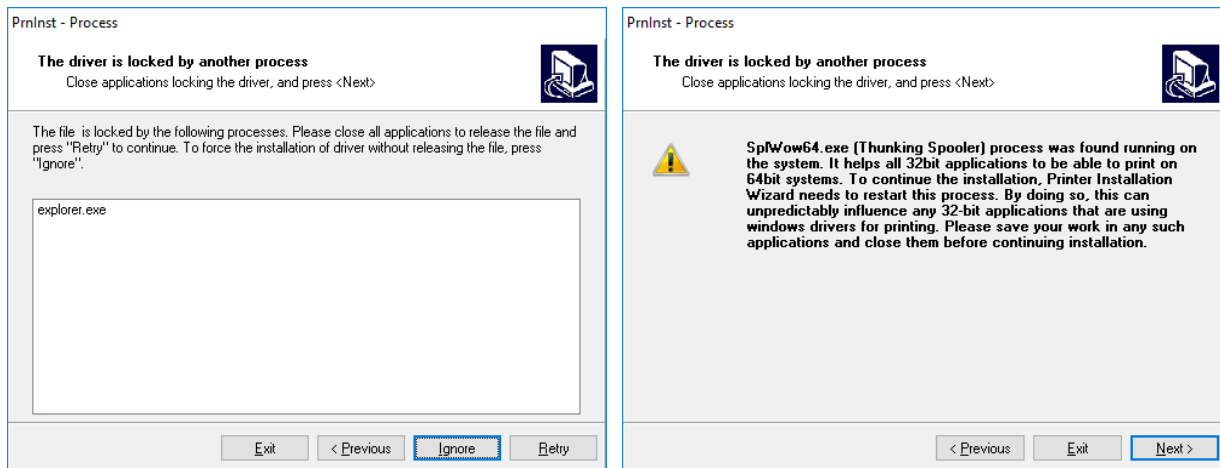 PrnInst - Process
The driver is locked by another process
Close applications locking the driver, and press <Next>
The file  is locked by the following processes. Please close all applications to release the file and
press "Retry" to continue. To force the installation of driver without releasing the file, press
"Ignore".
explorer.exe
Exit
< Previous
Ignore
Retry
PrnInst - Process
The driver is locked by another process
Close applications locking the driver, and press <Next>
SplWow64.exe (Thunking Spooler) process was found running on
the system. It helps all 32bit applications to be able to print on
64bit systems. To continue the installation, Printer Installation
Wizard needs to restart this process. By doing so, this can
unpredictably influence any 32-bit applications that are using
windows drivers for printing. Please save your work in any such
applications and close them before continuing installation.
< Previous
Exit
Next >